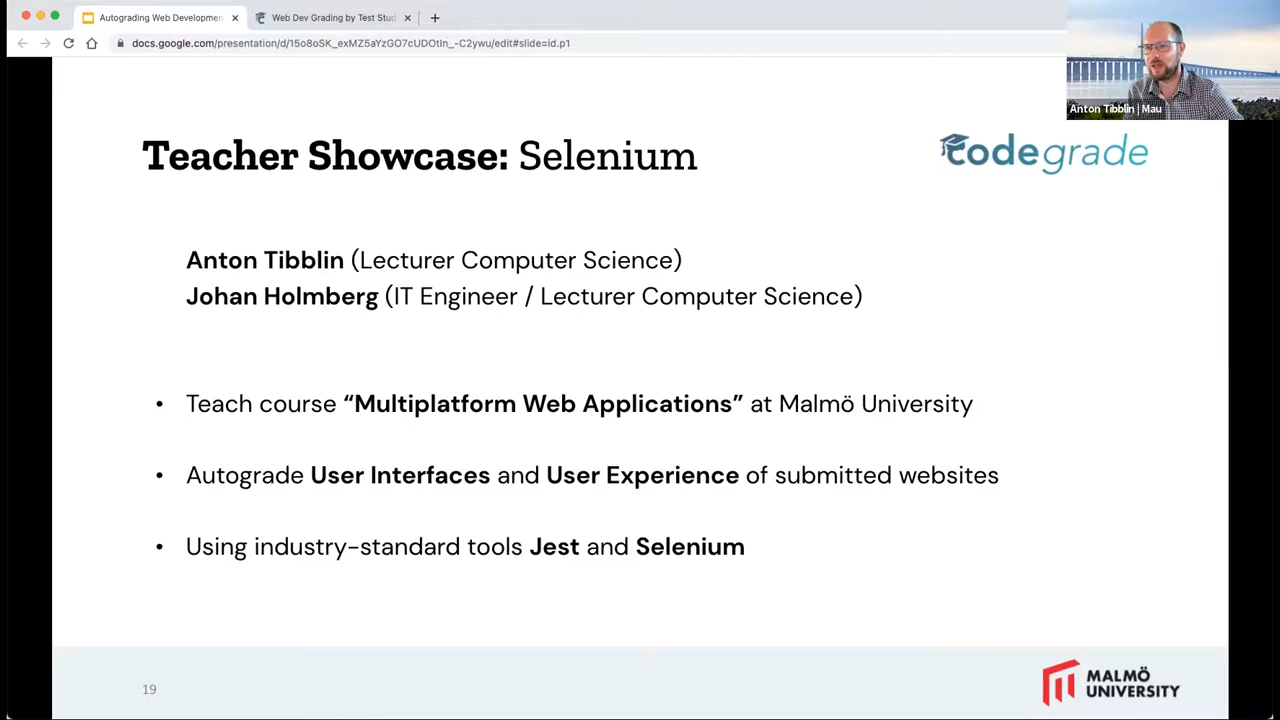 Autograding Web Developmen
Web Dev Grading by Test Stud
docs.google.com/presentation/d/15o8oSK_exMZ5aYzGO7cUDOtIn_-C2ywu/edit#slide=id.p1
Anton Tibblin | Mau
Teacher Showcase: Selenium
codegrade
Anton Tibblin (Lecturer Computer Science)
Johan Holmberg (IT Engineer / Lecturer Computer Science)
• Teach course “Multiplatform Web Applications” at Malmö University
• Autograde User Interfaces and User Experience of submitted websites
• Using industry-standard tools Jest and Selenium
19
MALMÖ
UNIVERSITY